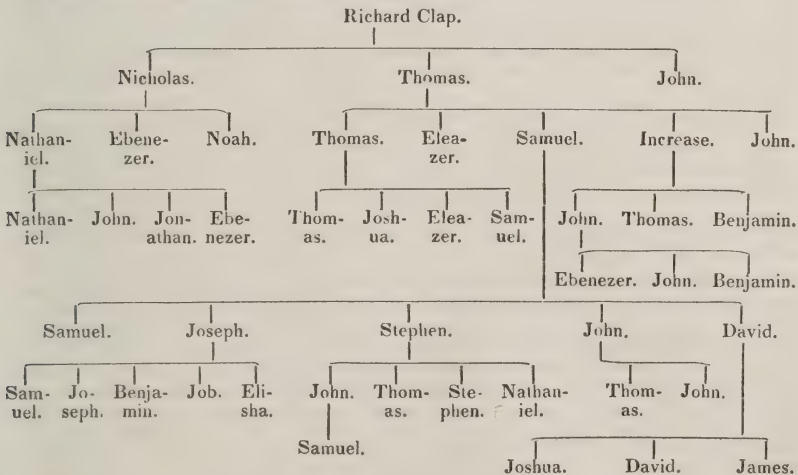 Richard Clap.
Nicholas. Thomas. John.
Nathan- Ebene- Noah. Thomas. Elea- Samuel. Increase. John.
iel. zer. zer.
Nathan- John. Jon- Ebe- Thom- Josh- Elea- Sam- John. Thomas. Benjamin.
iel. athan. nezer. as. ua. zer. uel.
Ebenezer. John. Benjamin.
Samuel. Joseph. Stephen. John. David.
Sam- Jo- Benja- Job. Eli- John. Thom- Ste- Nathan- Thom- John.
uel. seph. min. sha. as. phen. iel. as.
Samuel.
Joshua. David. James.